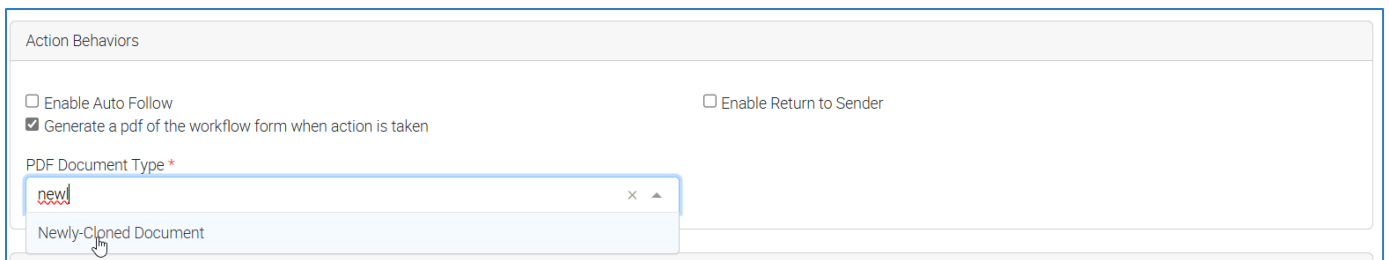 Action Behaviors
Enable Auto Follow
Enable Return to Sender
Generate a pdf of the workflow form when action is taken
PDF Document Type *
newl
Newly-Cloned Document